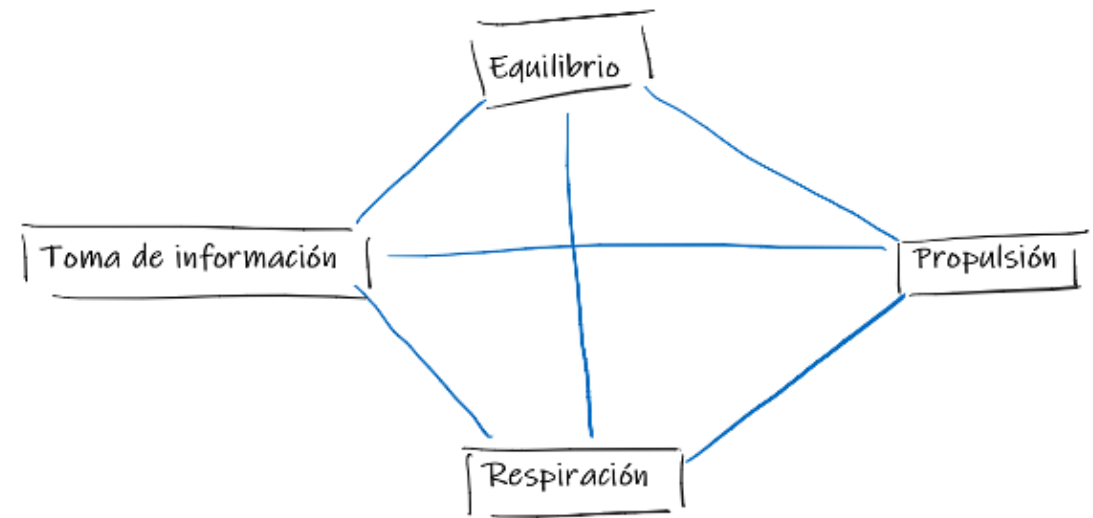 Equilibrio
Toma de información
Propulsión
Respiración